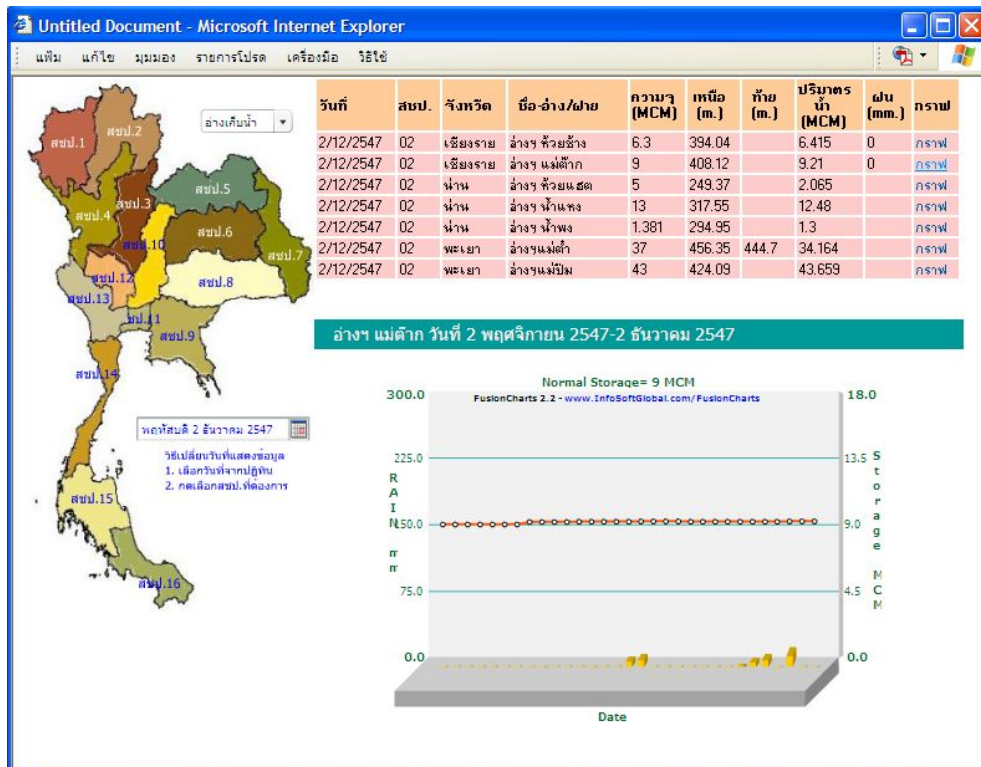 Untitled Document - Microsoft Internet Explorer
แฟ้ม แก้ไข มุมมอง รายการโปรด เครื่องมือ วิธีใช้
สชป.1
สชป.2
สชป.3
สชป.4
สชป.5
สชป.6
สชป.7
สชป.8
สชป.9
สชป.10
สชป.11
สชป.12
สชป.13
สชป.14
สชป.15
สชป.16
อ่างเก็บน้ำ
พฤหัสบดี 2 ธันวาคม 2547
วิธีเปลี่ยนวันที่แสดงข้อมูล
1. เลือกวันที่จากปฏิทิน
2. กดเลือกสชป.ที่ต้องการ
วันที่ สชป. จังหวัด ชื่อ-อ่าง/ฝาย ความจุ (MCM) เหนือ (m.) ท้าย (m.) ปริมาตรน้ำ (MCM) ฝน (mm.) กราฟ
2/12/2547 02 เชียงราย อ่างฯ ห้วยช้าง 6.3 394.04 6.415 0 กราฟ
2/12/2547 02 เชียงราย อ่างฯ แม่ต๊าก 9 408.12 9.21 0 กราฟ
2/12/2547 02 น่าน อ่างฯ ห้วยแฮต 5 249.37 2.065 กราฟ
2/12/2547 02 น่าน อ่างฯ น้ำแหง 13 317.55 12.48 กราฟ
2/12/2547 02 น่าน อ่างฯ น้ำพง 1.381 294.95 1.3 กราฟ
2/12/2547 02 พะเยา อ่างฯแม่ต๋ำ 37 456.35 444.7 34.164 กราฟ
2/12/2547 02 พะเยา อ่างฯแม่ปืม 43 424.09 43.659 กราฟ
อ่างฯ แม่ต๊าก วันที่ 2 พฤศจิกายน 2547-2 ธันวาคม 2547
Normal Storage= 9 MCM
FusionCharts 2.2 - www.InfoSoftGlobal.com/FusionCharts
300.0 18.0
225.0 13.5
150.0 9.0
75.0 4.5
0.0 0.0
RAIN mm
Storage MCM
Date